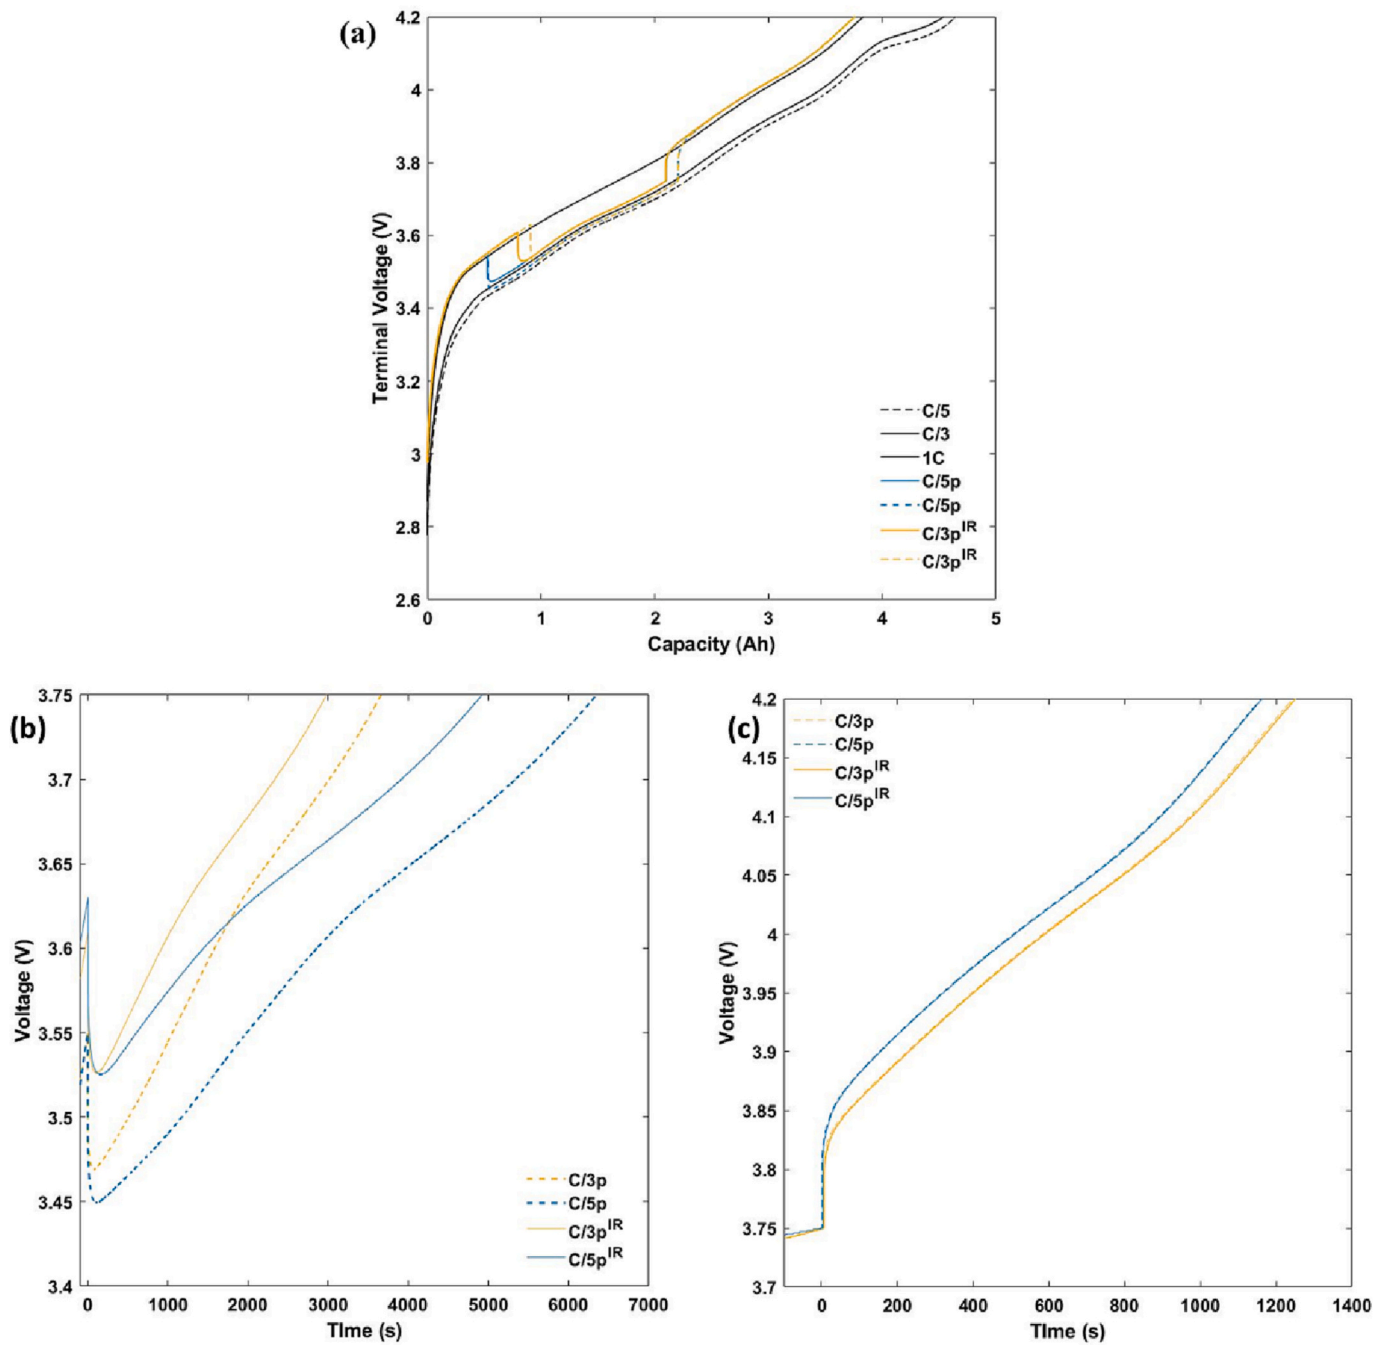 (a)
4.2
4
3.8
3.6
3.4
3.2
3
2.8
2.6
Terminal Voltage (V)
0 1 2 3 4 5
Capacity (Ah)
C/5
C/3
1C
C/5p
C/5p
C/3p^IR
C/3p^IR
(b)
3.75
3.7
3.65
3.6
3.55
3.5
3.45
3.4
Voltage (V)
0 1000 2000 3000 4000 5000 6000 7000
TIme (s)
C/3p
C/5p
C/3p^IR
C/5p^IR
(c)
4.2
4.15
4.1
4.05
4
3.95
3.9
3.85
3.8
3.75
3.7
Voltage (V)
0 200 400 600 800 1000 1200 1400
TIme (s)
C/3p
C/5p
C/3p^IR
C/5p^IR